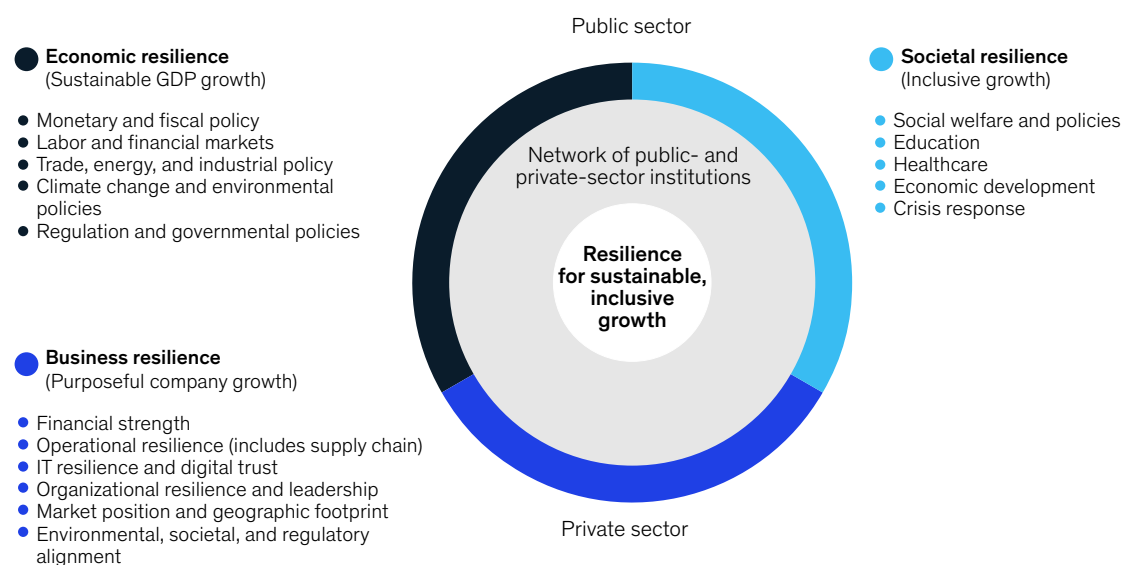 Public sector
Economic resilience
(Sustainable GDP growth)
Monetary and fiscal policy
Labor and financial markets
Trade, energy, and industrial policy
Climate change and environmental
policies
Regulation and governmental policies
Societal resilience
(Inclusive growth)
Social welfare and policies
Education
Healthcare
Economic development
Crisis response
Network of public- and
private-sector institutions
Resilience
for sustainable,
inclusive
growth
Business resilience
(Purposeful company growth)
Financial strength
Operational resilience (includes supply chain)
IT resilience and digital trust
Organizational resilience and leadership
Market position and geographic footprint
Environmental, societal, and regulatory
alignment
Private sector